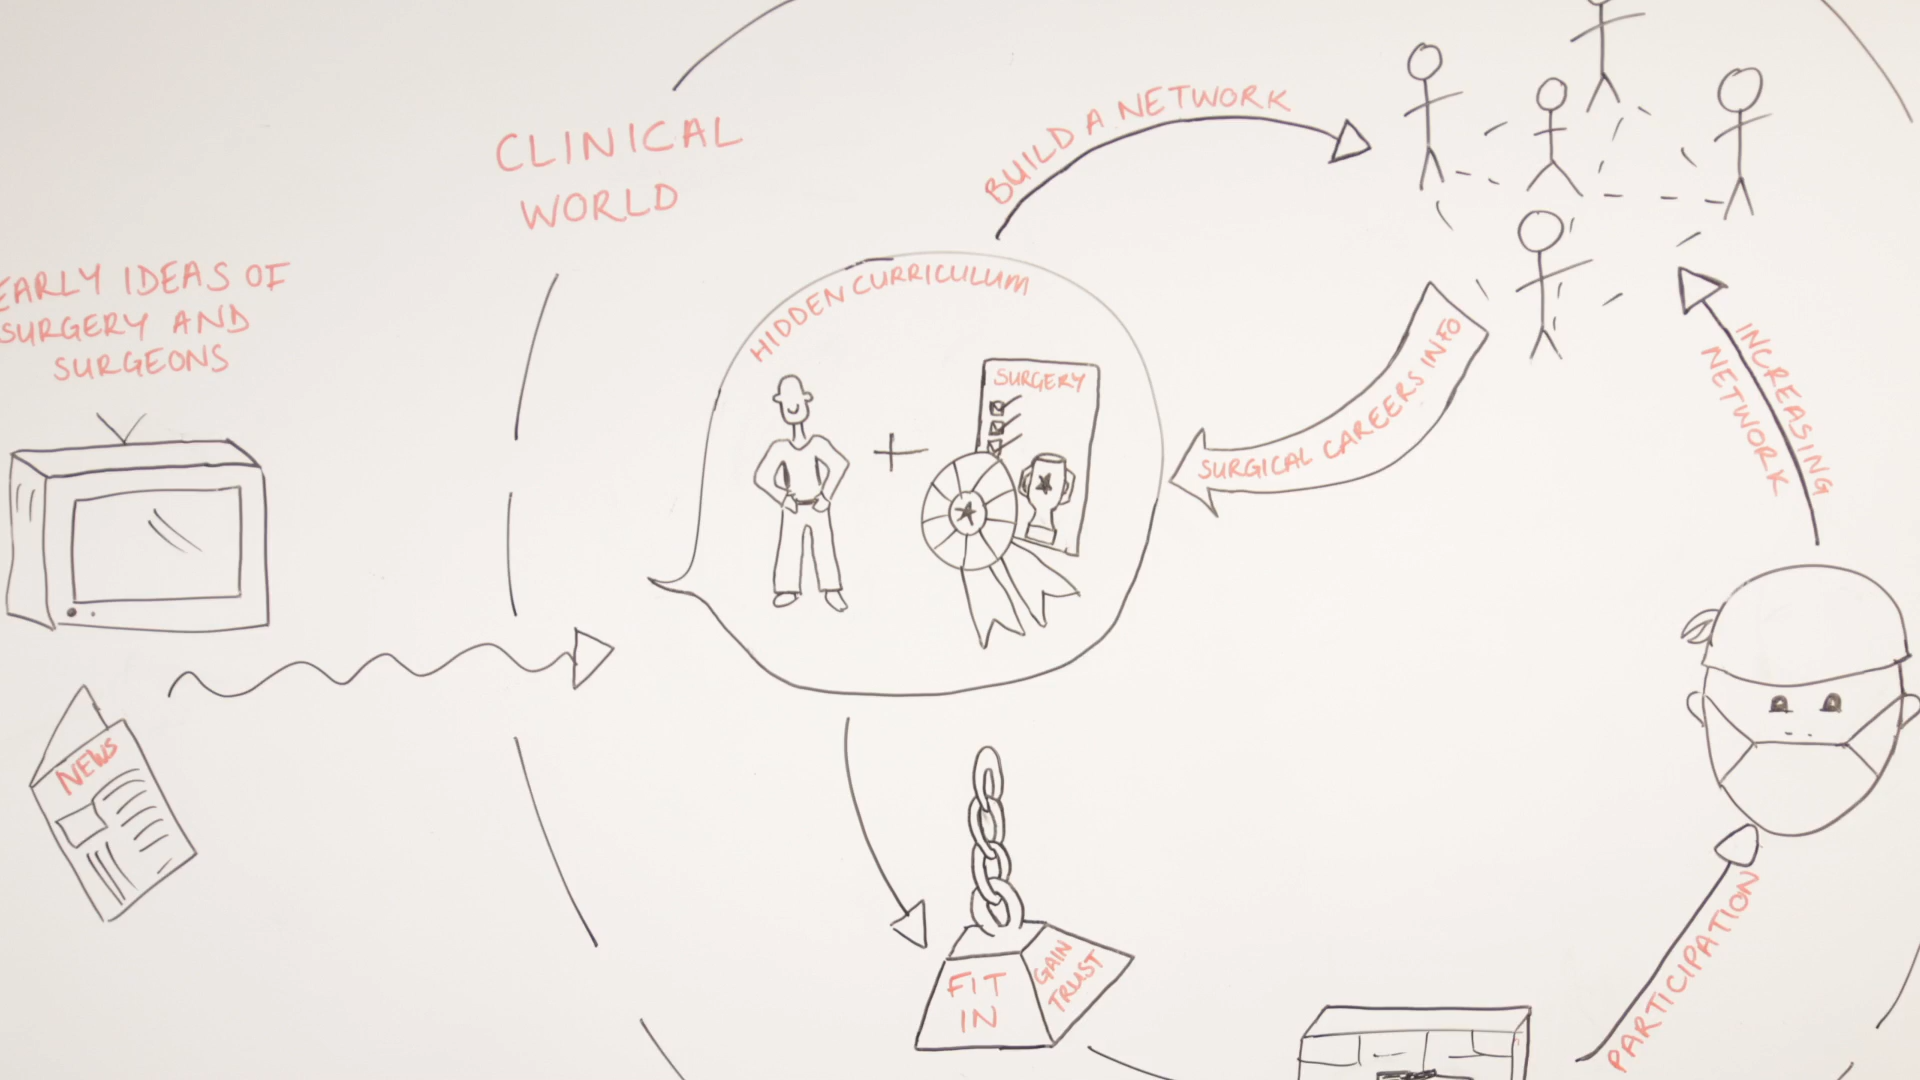 CLINICAL
WORLD
EARLY IDEAS OF
SURGERY AND
SURGEONS
NEWS
HIDDEN CURRICULUM
SURGERY
BUILD A NETWORK
SURGICAL CAREERS INFO
INCREASING
NETWORK
FIT
IN
GAIN
TRUST
PARTICIPATION